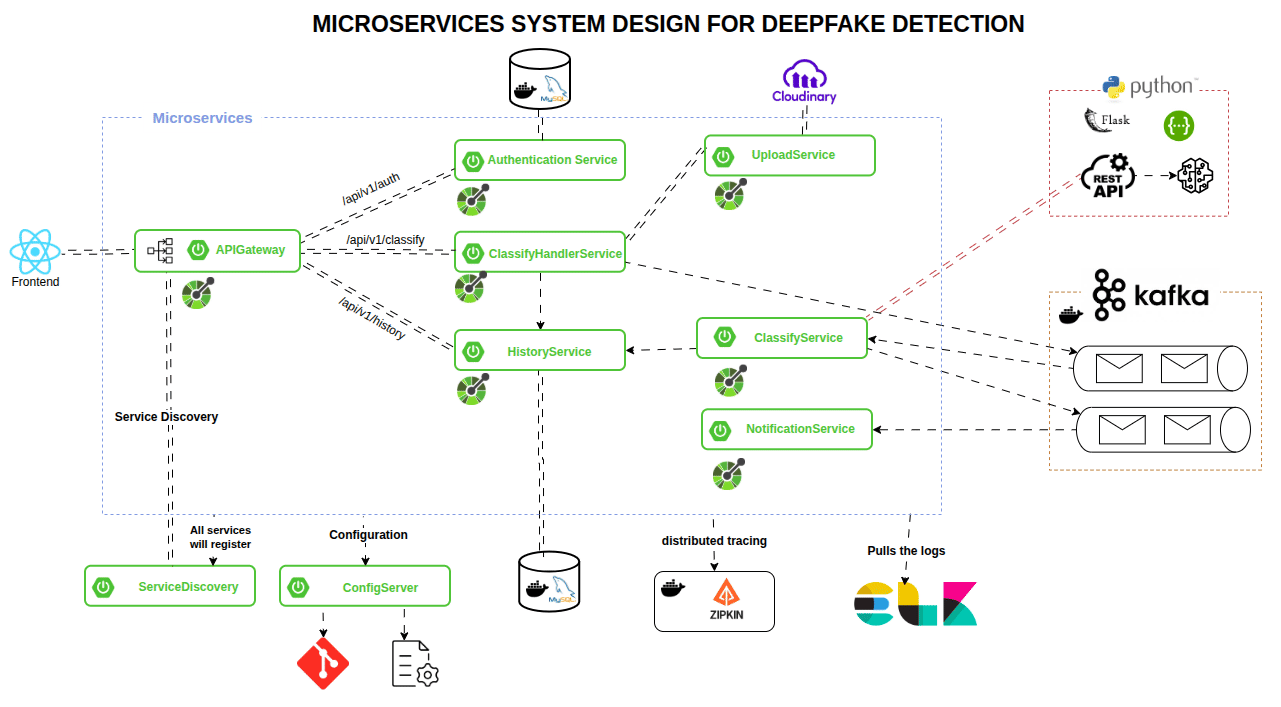 MICROSERVICES SYSTEM DESIGN FOR DEEPFAKE DETECTION
MySQL
Cloudinary
python
Flask
{···}
REST
API
Microservices
Authentication Service
UploadService
/api/v1/auth
/api/v1/classify
APIGateway
ClassifyHandlerService
Frontend
/api/v1/history
kafka
HistoryService
ClassifyService
Service Discovery
NotificationService
All services
will register
Configuration
distributed tracing
Pulls the logs
ServiceDiscovery
ConfigServer
MySQL
ZIPKIN